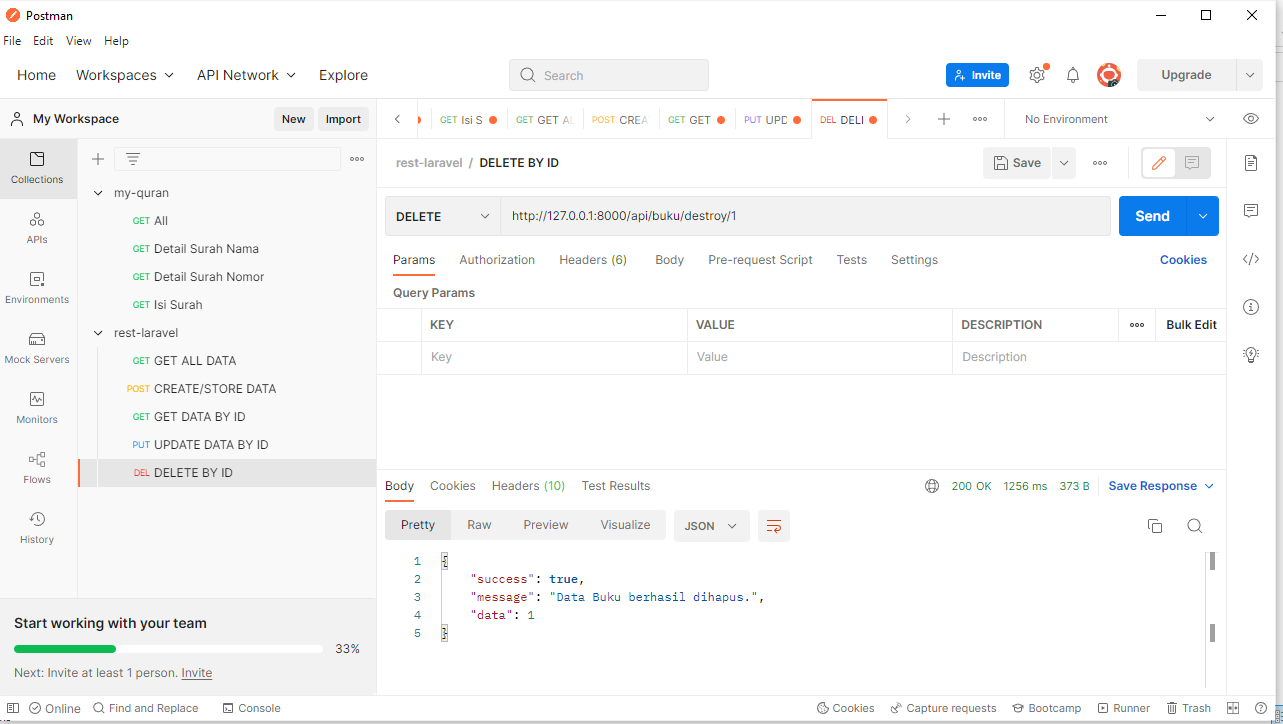 Postman
File Edit View Help
Home Workspaces API Network Explore Search Invite Upgrade
My Workspace New Import
GET Isi S GET GET AL POST CREA GET GET PUT UPD DEL DELI No Environment
rest-laravel / DELETE BY ID Save
DELETE http://127.0.0.1:8000/api/buku/destroy/1 Send
Params Authorization Headers (6) Body Pre-request Script Tests Settings Cookies
Query Params
KEY VALUE DESCRIPTION Bulk Edit
Key Value Description
Collections
APIs
Environments
Mock Servers
Monitors
Flows
History
my-quran
GET All
GET Detail Surah Nama
GET Detail Surah Nomor
GET Isi Surah
rest-laravel
GET GET ALL DATA
POST CREATE/STORE DATA
GET GET DATA BY ID
PUT UPDATE DATA BY ID
DEL DELETE BY ID
Body Cookies Headers (10) Test Results 200 OK 1256 ms 373 B Save Response
Pretty Raw Preview Visualize JSON
1 {
2 "success": true,
3 "message": "Data Buku berhasil dihapus.",
4 "data": 1
5 }
Start working with your team
33%
Next: Invite at least 1 person. Invite
Online Find and Replace Console Cookies Capture requests Bootcamp Runner Trash